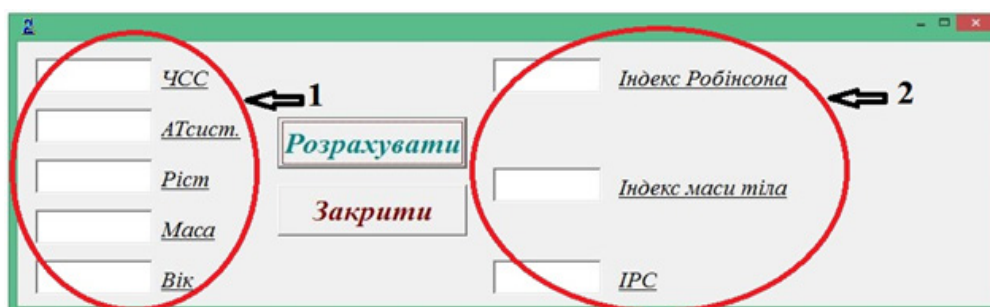 ЧСС
АТсист.
Ріст
Маса
Вік
1
Розрахувати
Закрити
Індекс Робінсона
Індекс маси тіла
ІРС
2